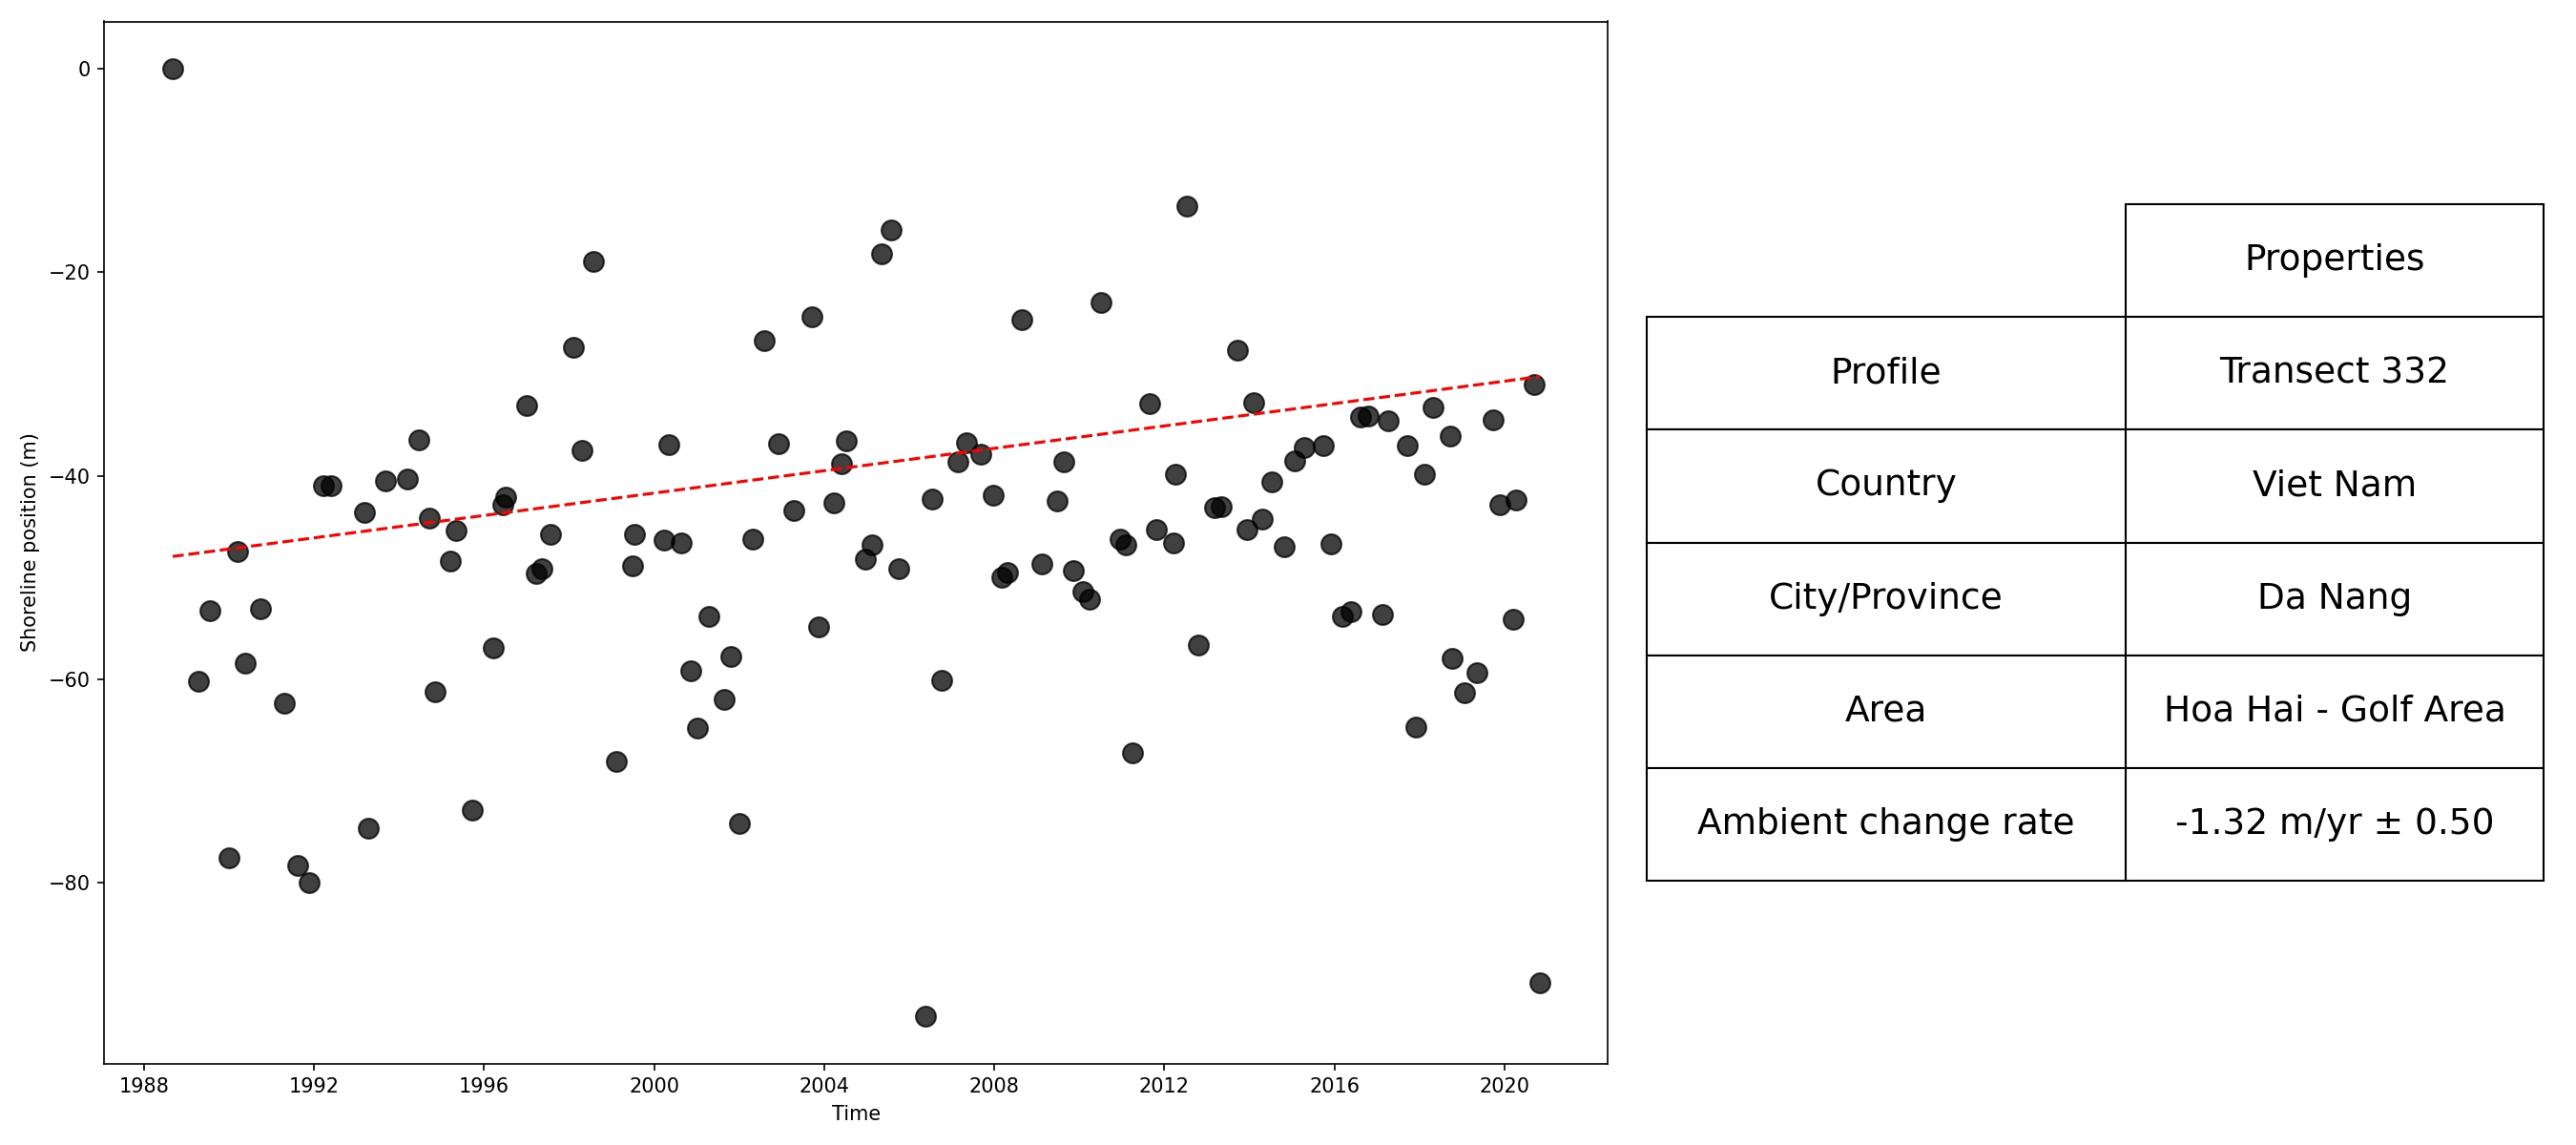 0
−20
−40
−60
−80
Shoreline position (m)
1988 1992 1996 2000 2004 2008 2012 2016 2020
Time
Properties
Profile Transect 332
Country Viet Nam
City/Province Da Nang
Area Hoa Hai - Golf Area
Ambient change rate -1.32 m/yr ± 0.50